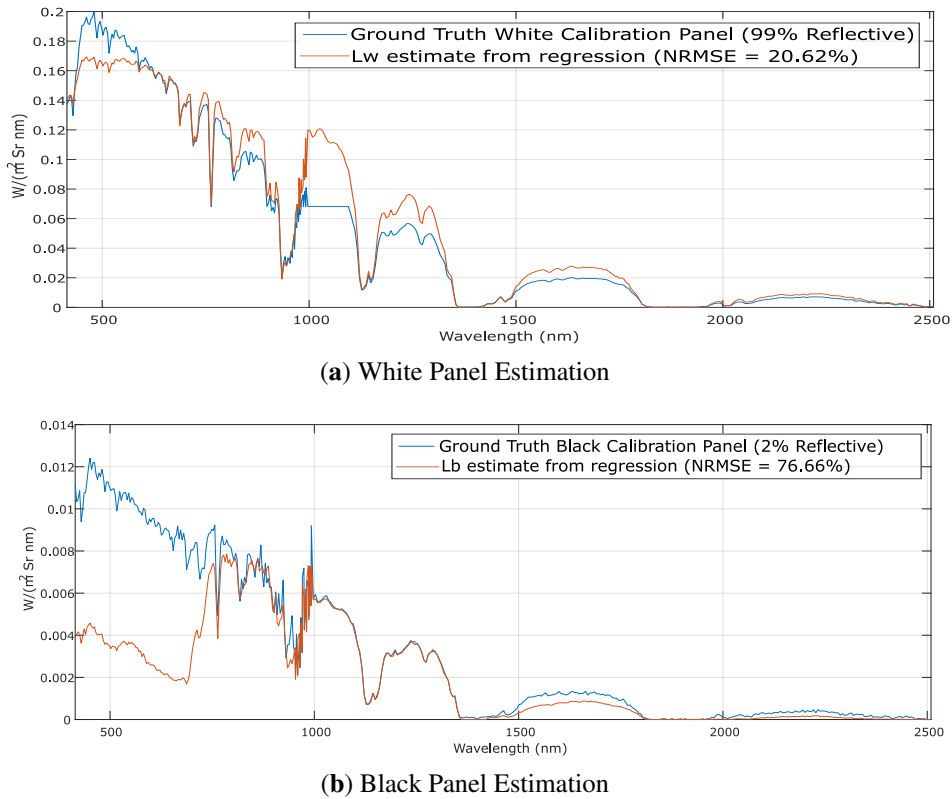 0.2
0.18
0.16
0.14
0.12
0.1
0.08
0.06
0.04
0.02
0
W/(m² Sr nm)
Ground Truth White Calibration Panel (99% Reflective)
Lw estimate from regression (NRMSE = 20.62%)
500 1000 1500 2000 2500
Wavelength (nm)
(a) White Panel Estimation
0.014
0.012
0.01
0.008
0.006
0.004
0.002
0
W/(m² Sr nm)
Ground Truth Black Calibration Panel (2% Reflective)
Lb estimate from regression (NRMSE = 76.66%)
500 1000 1500 2000 2500
Wavelength (nm)
(b) Black Panel Estimation